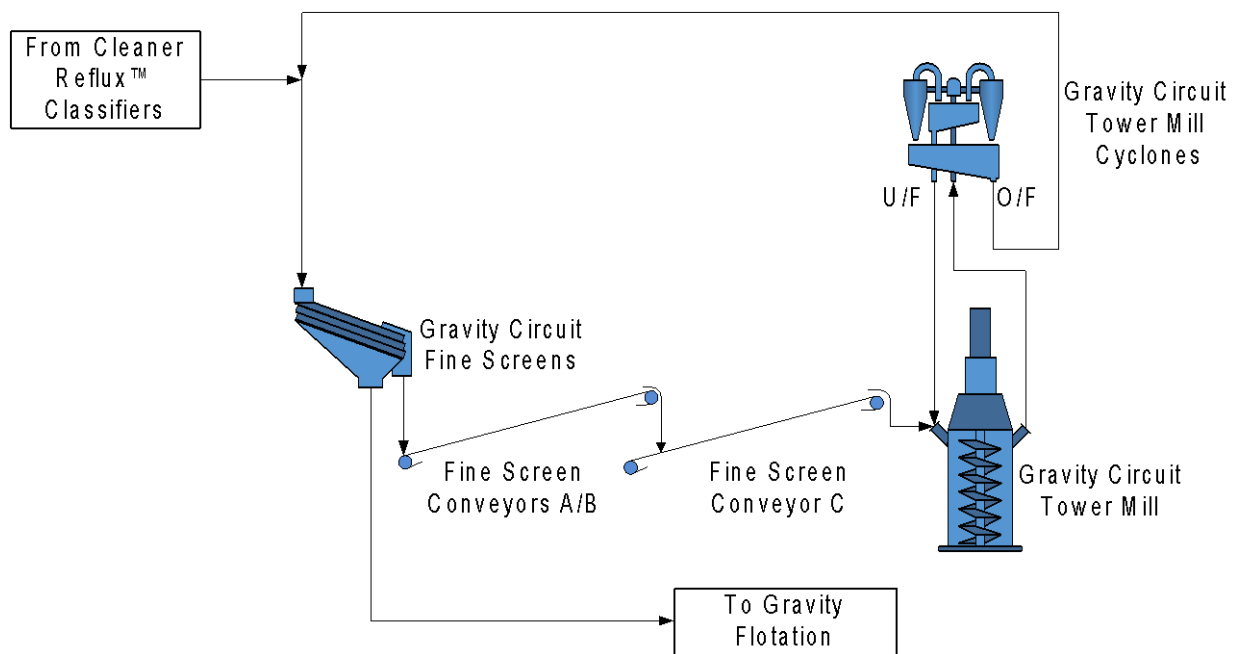 From Cleaner
Reflux™
Classifiers
Gravity Circuit
Tower Mill
Cyclones
U/F
O/F
Gravity Circuit
Fine Screens
Fine Screen
Conveyors A/B
Fine Screen
Conveyor C
Gravity Circuit
Tower Mill
To Gravity
Flotation